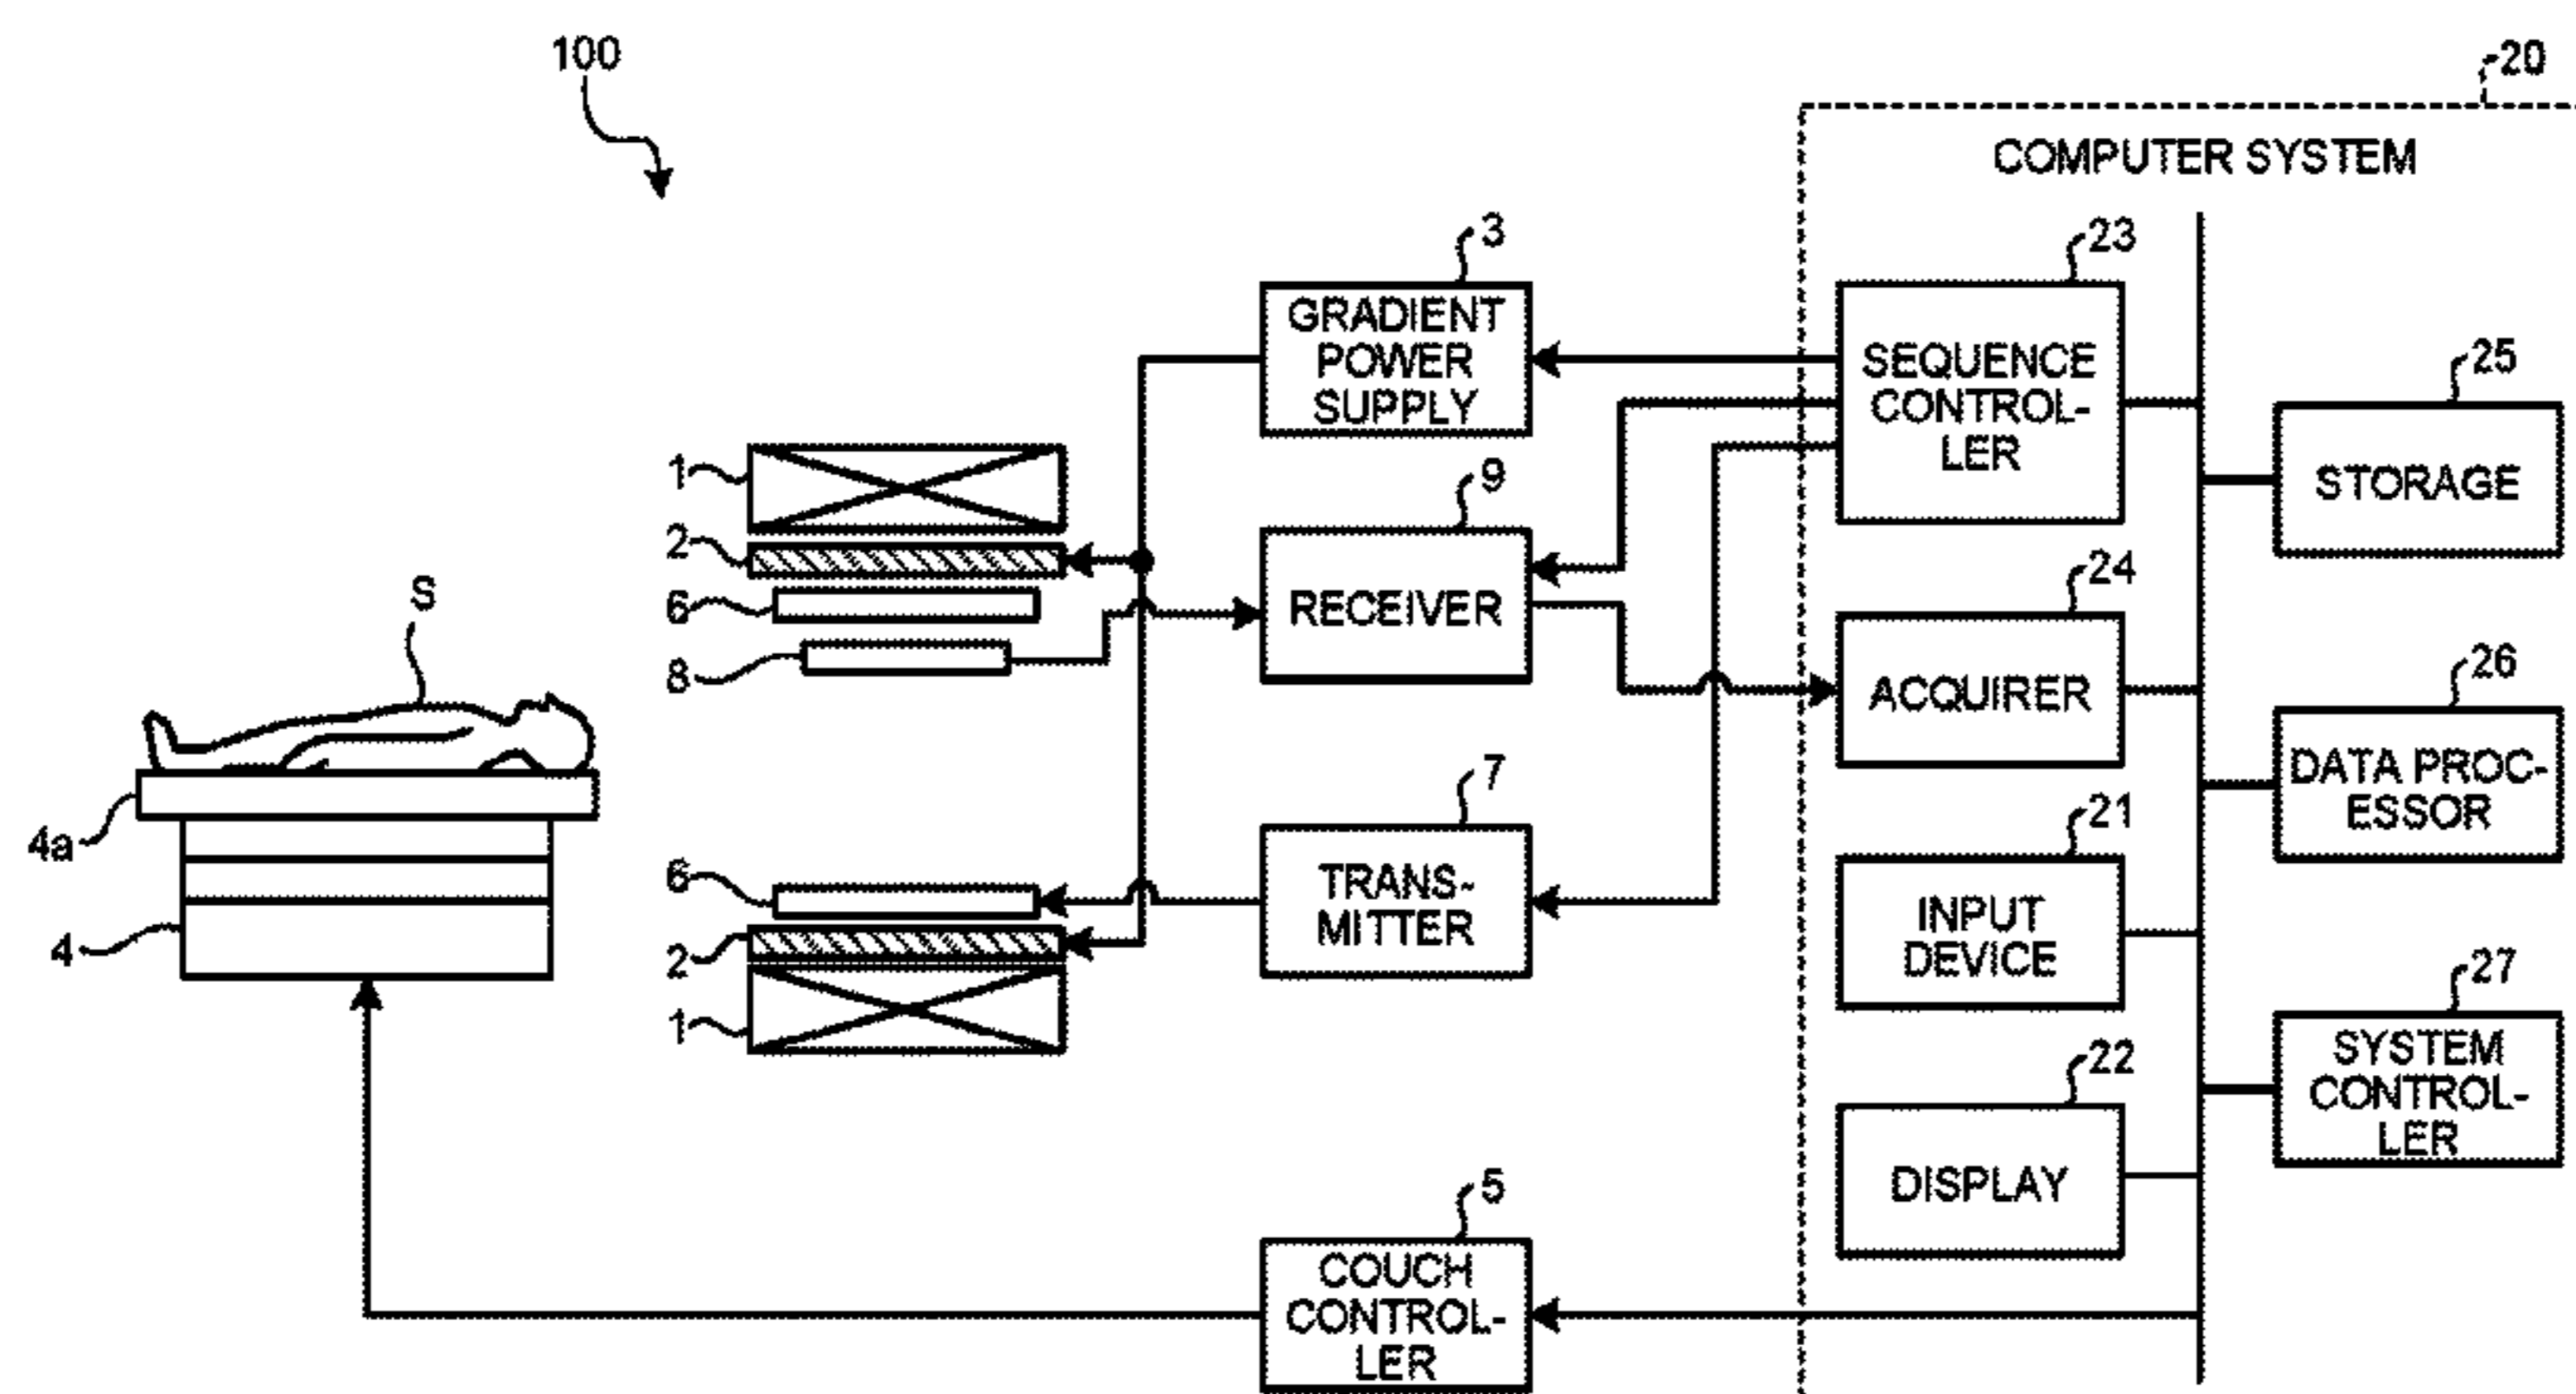 100
20
COMPUTER SYSTEM
3
GRADIENT
POWER
SUPPLY
23
SEQUENCE
CONTROL-
LER
25
STORAGE
1
2
6
8
9
RECEIVER
24
ACQUIRER
26
DATA PROC-
ESSOR
S
4a
4
6
2
1
7
TRANS-
MITTER
21
INPUT
DEVICE
27
SYSTEM
CONTROL-
LER
22
DISPLAY
5
COUCH
CONTROL-
LER